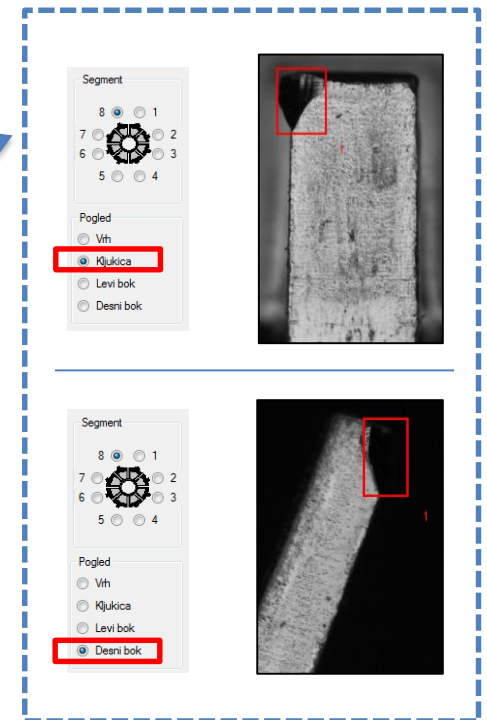 Segment
8 1
7 2
6 3
5 4
Pogled
Vrh
Kljukica
Levi bok
Desni bok
1
Segment
8 1
7 2
6 3
5 4
Pogled
Vrh
Kljukica
Levi bok
Desni bok
1